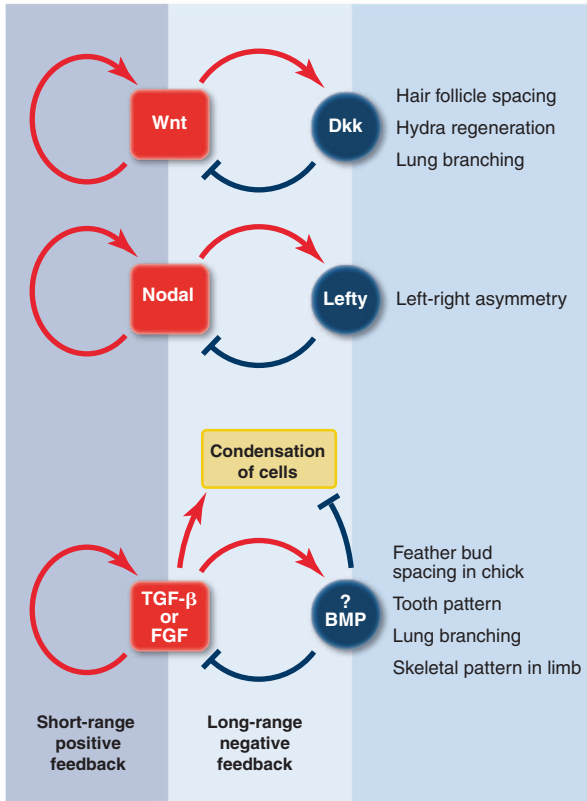 Wnt
Dkk
Hair follicle spacing
Hydra regeneration
Lung branching
Nodal
Lefty
Left-right asymmetry
Condensation
of cells
TGF-β
or
FGF
?
BMP
Feather bud
spacing in chick
Tooth pattern
Lung branching
Skeletal pattern in limb
Short-range
positive
feedback
Long-range
negative
feedback